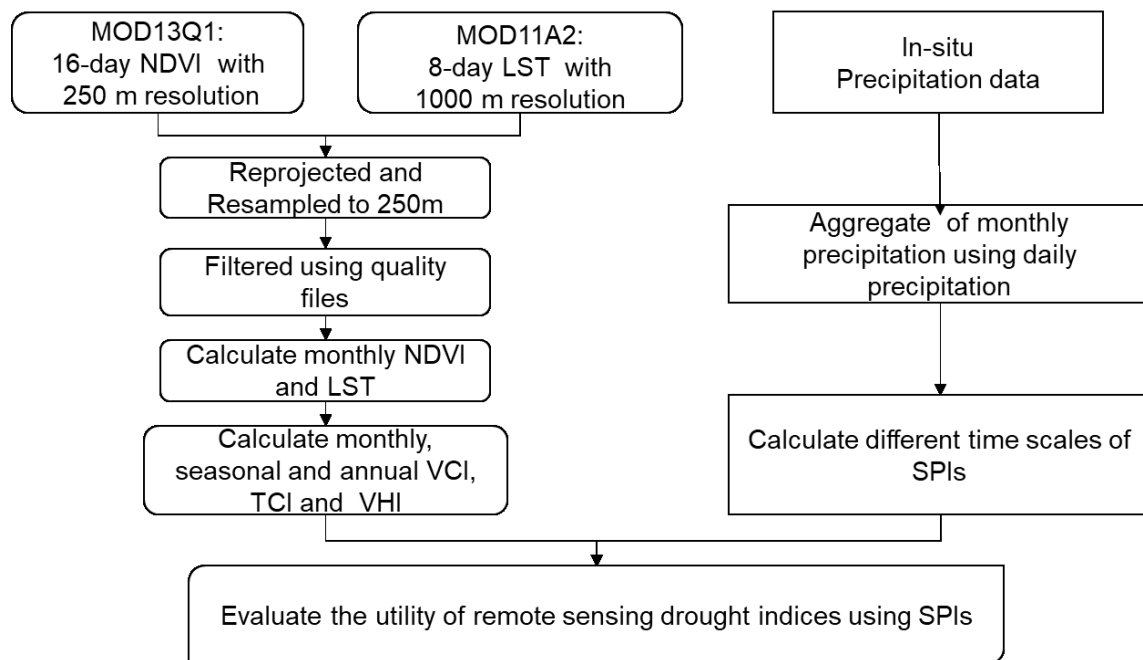 MOD13Q1:
16-day NDVI with
250 m resolution
MOD11A2:
8-day LST with
1000 m resolution
In-situ
Precipitation data
Reprojected and
Resampled to 250m
Aggregate of monthly
precipitation using daily
precipitation
Filtered using quality
files
Calculate monthly NDVI
and LST
Calculate monthly,
seasonal and annual VCI,
TCI and VHI
Calculate different time scales of
SPIs
Evaluate the utility of remote sensing drought indices using SPIs